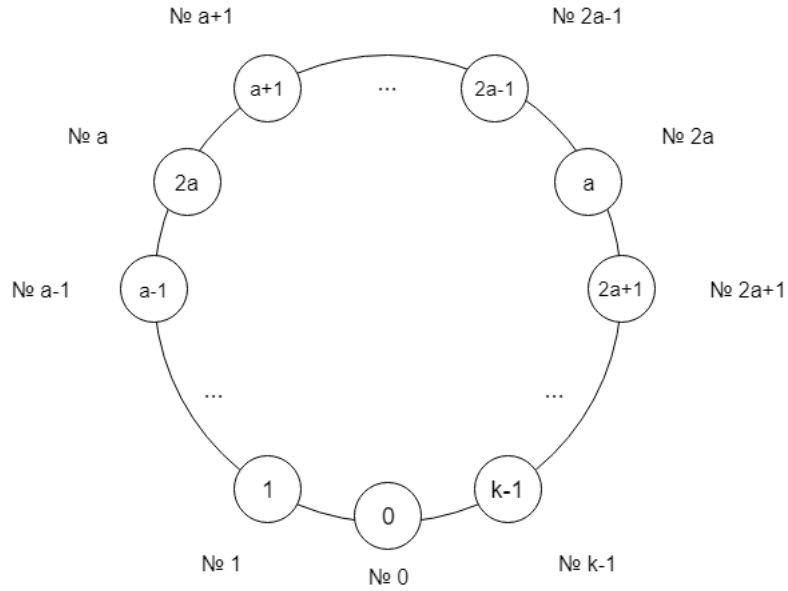 № a+1 № 2a-1
a+1 ... 2a-1
№ a № 2a
2a a
№ a-1 a-1 2a+1 № 2a+1
... ...
1 0 k-1
№ 1 № 0 № k-1